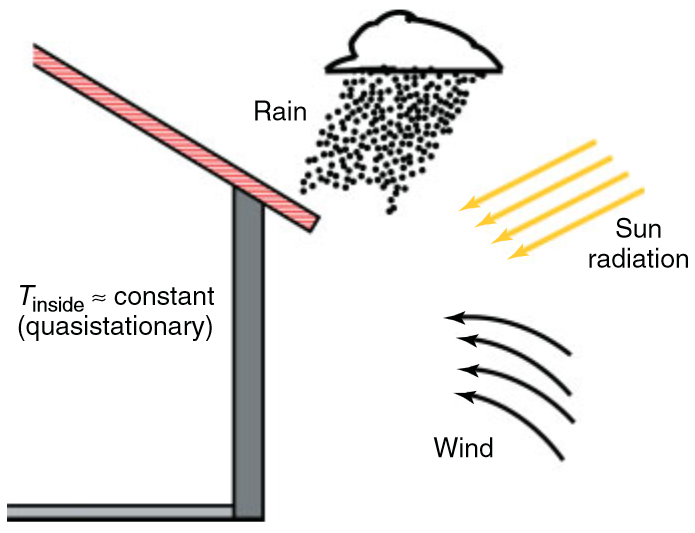 Rain
Sun
radiation
Tinside ≈ constant
(quasistationary)
Wind